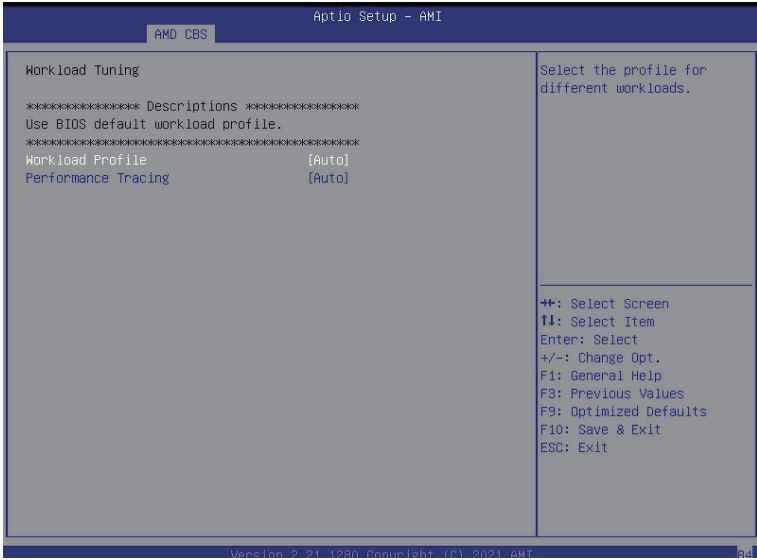 Aptio Setup – AMI
AMD CBS
Workload Tuning
**************** Descriptions ****************
Use BIOS default workload profile.
**********************************************
Workload Profile [Auto]
Performance Tracing [Auto]
Select the profile for
different workloads.
→←: Select Screen
↑↓: Select Item
Enter: Select
+/-: Change Opt.
F1: General Help
F3: Previous Values
F9: Optimized Defaults
F10: Save & Exit
ESC: Exit
Version 2.21.1280 Copyright (C) 2021 AMI
B4